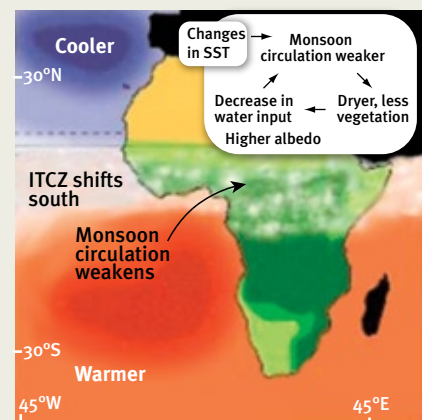 Cooler
Changes
in SST
Monsoon
circulation weaker
Decrease in
water input
Dryer, less
vegetation
Higher albedo
30°N
ITCZ shifts
south
Monsoon
circulation
weakens
30°S
Warmer
45°W
45°E